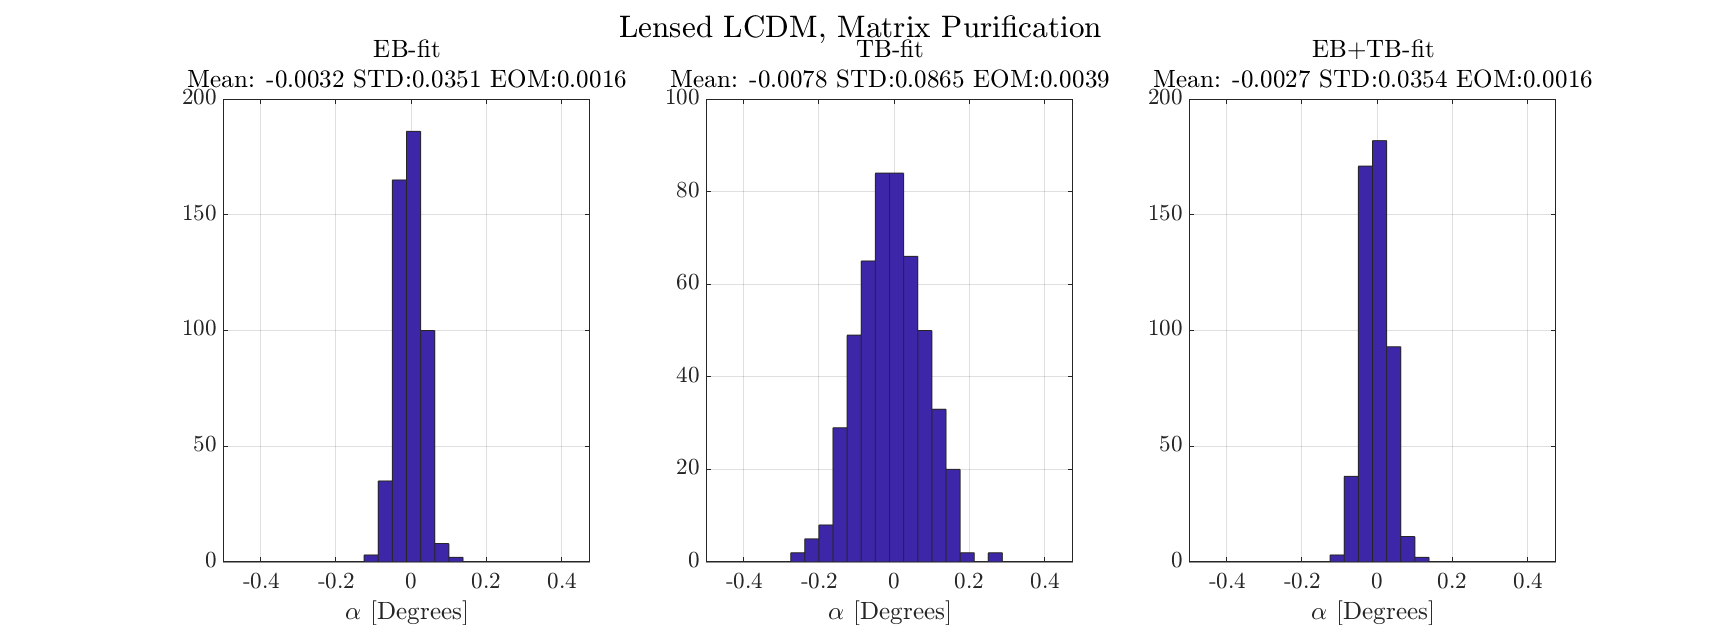 Lensed LCDM, Matrix Purification
EB-fit
Mean: -0.0032 STD:0.0351 EOM:0.0016
200
150
100
50
0
-0.4 -0.2 0 0.2 0.4
α [Degrees]
TB-fit
Mean: -0.0078 STD:0.0865 EOM:0.0039
100
80
60
40
20
0
-0.4 -0.2 0 0.2 0.4
α [Degrees]
EB+TB-fit
Mean: -0.0027 STD:0.0354 EOM:0.0016
200
150
100
50
0
-0.4 -0.2 0 0.2 0.4
α [Degrees]